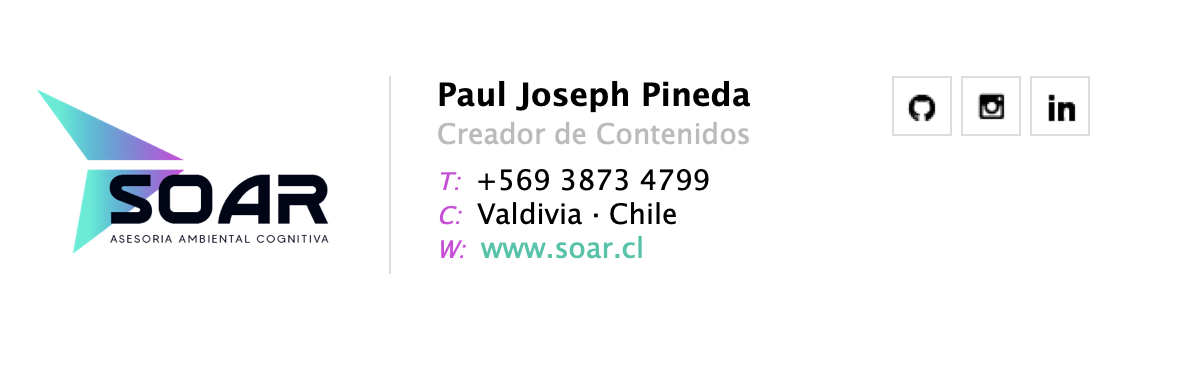 SOAR
ASESORIA AMBIENTAL COGNITIVA
Paul Joseph Pineda
Creador de Contenidos
T: +569 3873 4799
C: Valdivia · Chile
W: www.soar.cl
in